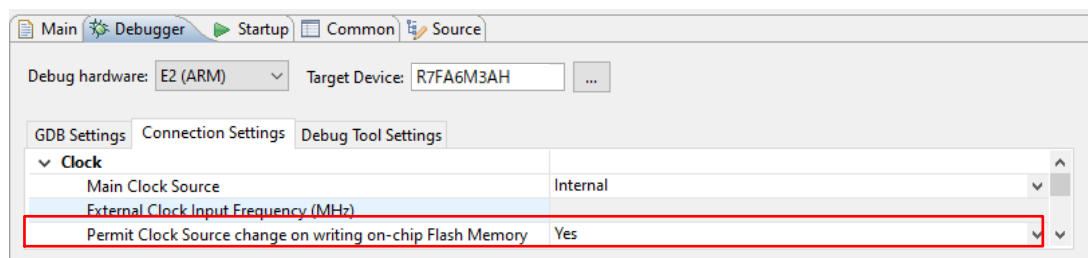 Main Debugger Startup Common Source
Debug hardware: E2 (ARM) Target Device: R7FA6M3AH ...
GDB Settings Connection Settings Debug Tool Settings
Clock
Main Clock Source Internal
External Clock Input Frequency (MHz)
Permit Clock Source change on writing on-chip Flash Memory Yes